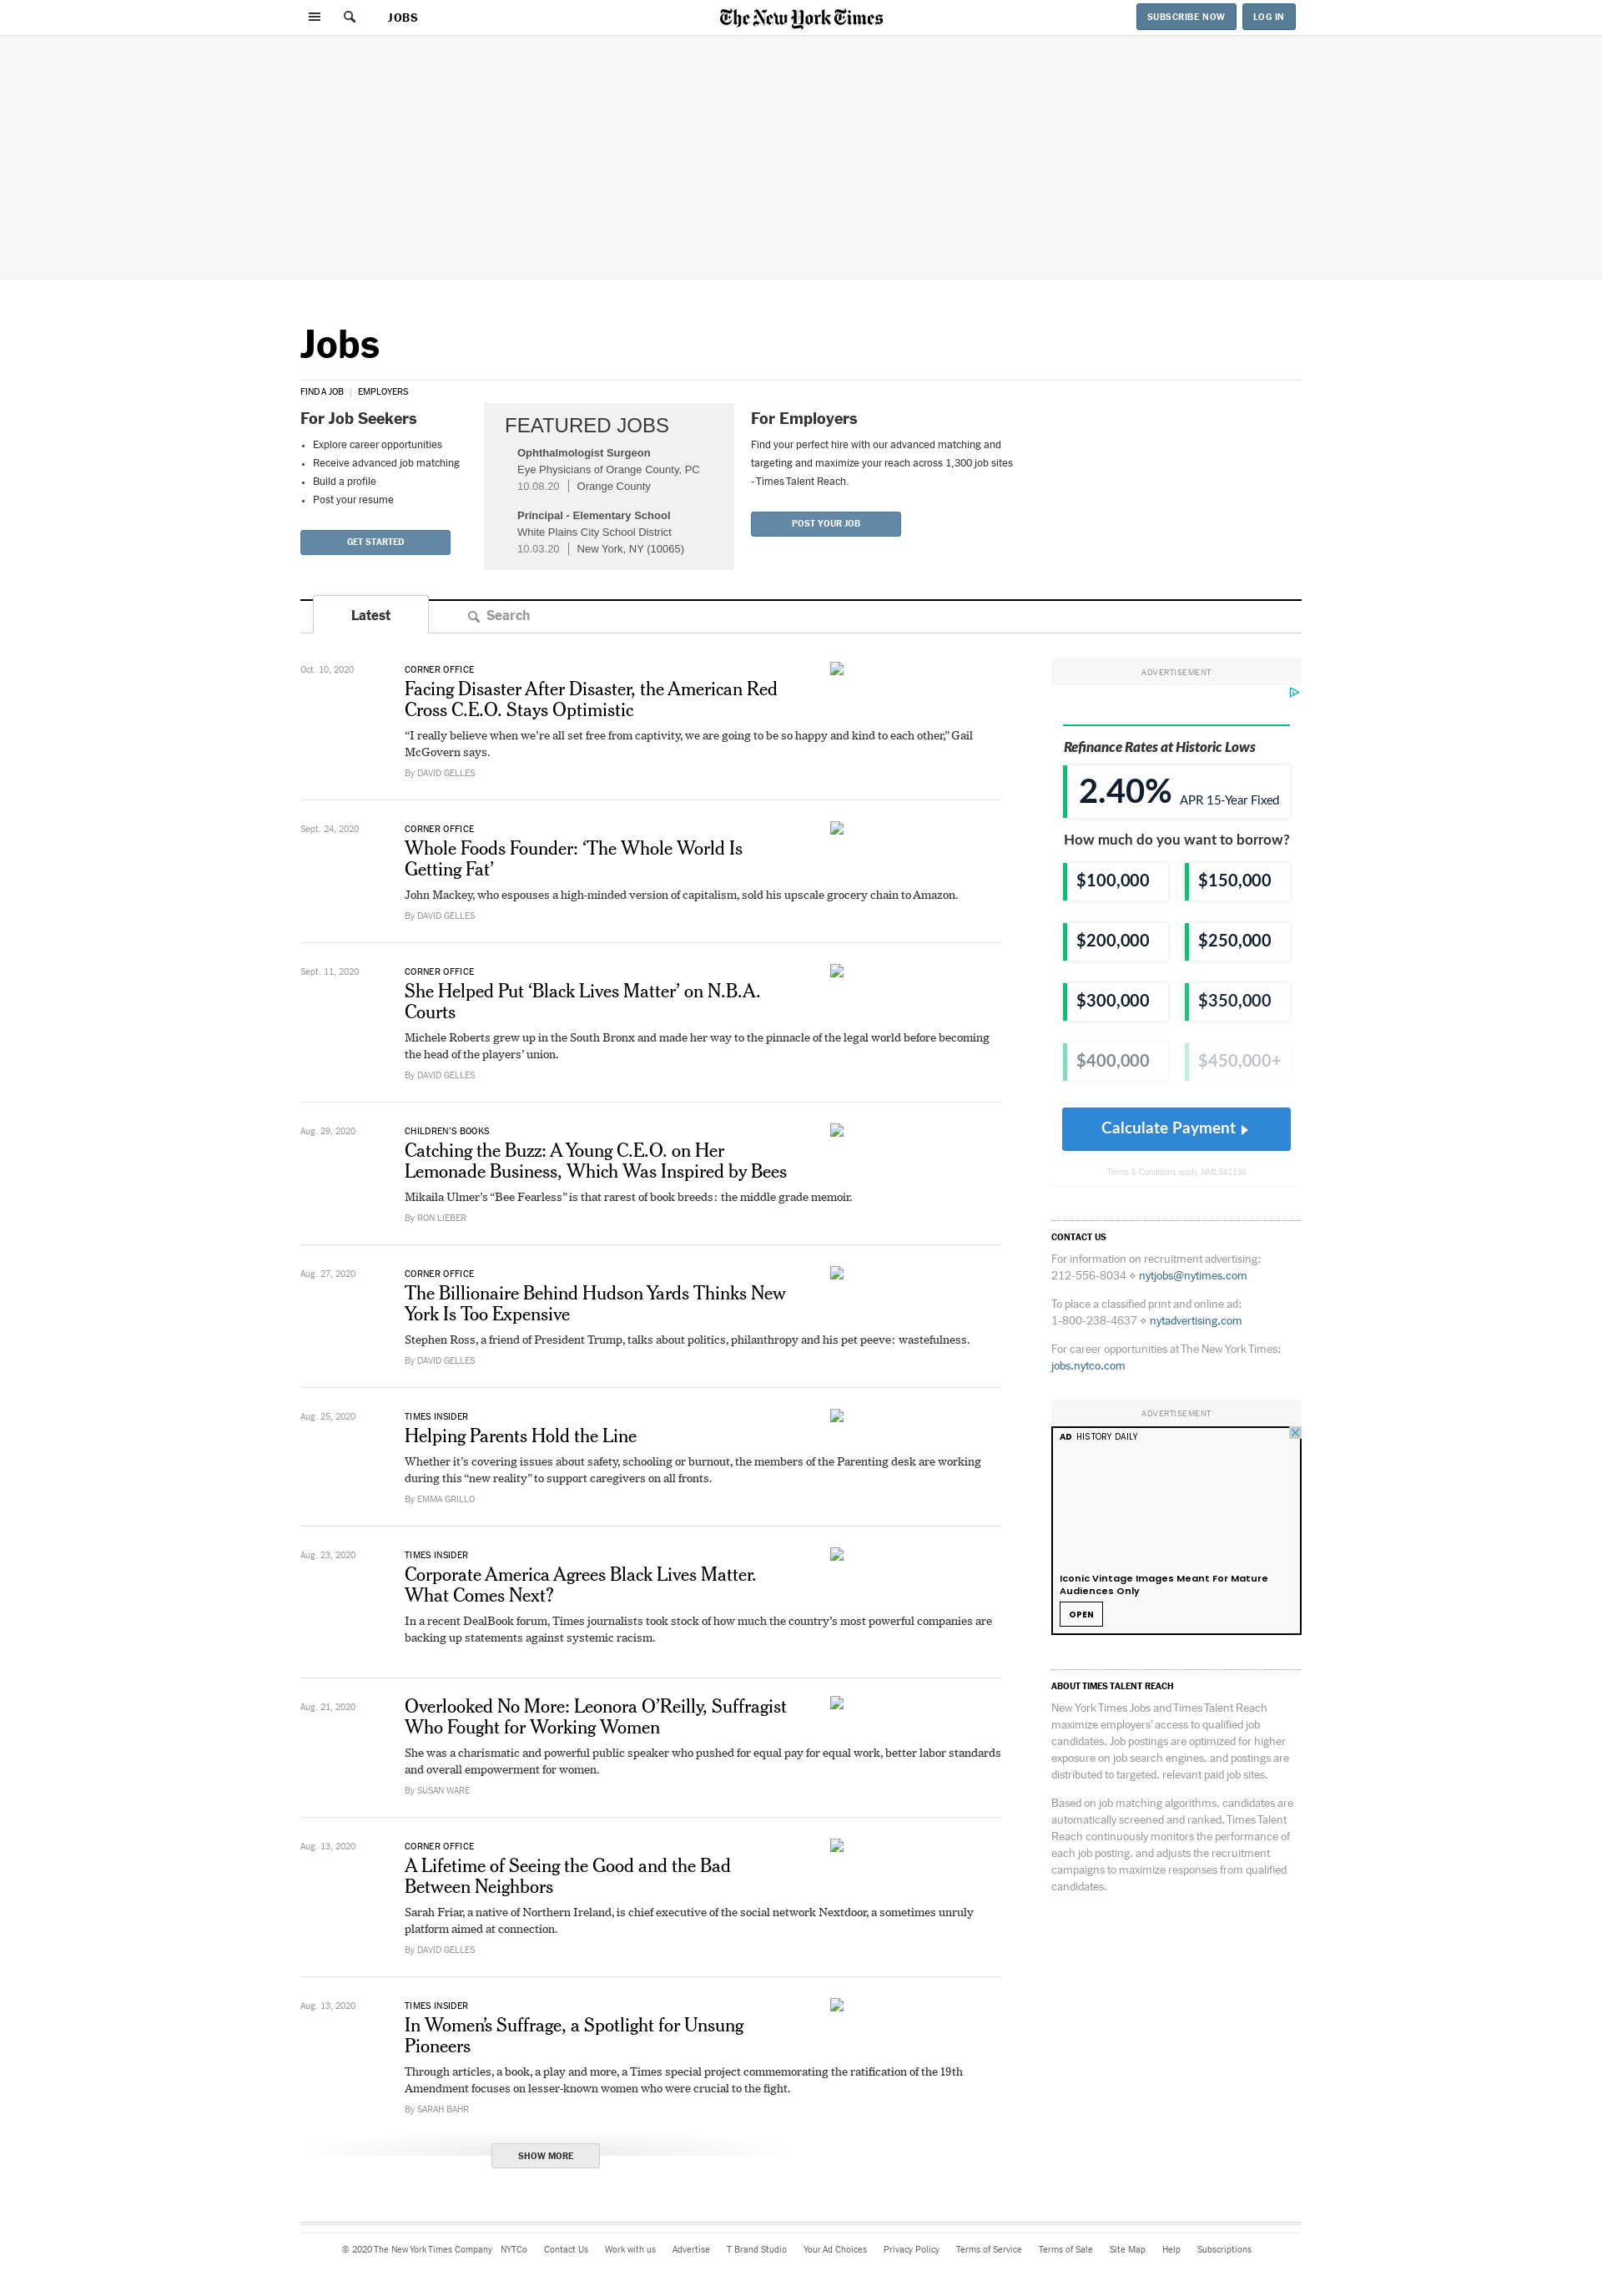 JOBS
The New York Times
SUBSCRIBE NOW
LOG IN
Jobs
FIND A JOB | EMPLOYERS
For Job Seekers
• Explore career opportunities
• Receive advanced job matching
• Build a profile
• Post your resume
GET STARTED
FEATURED JOBS
Ophthalmologist Surgeon
Eye Physicians of Orange County, PC
10.08.20 | Orange County
Principal - Elementary School
White Plains City School District
10.03.20 | New York, NY (10065)
For Employers
Find your perfect hire with our advanced matching and
targeting and maximize your reach across 1,300 job sites
- Times Talent Reach.
POST YOUR JOB
Latest
Search
Oct. 10, 2020
CORNER OFFICE
Facing Disaster After Disaster, the American Red
Cross C.E.O. Stays Optimistic
“I really believe when we’re all set free from captivity, we are going to be so happy and kind to each other,” Gail
McGovern says.
By DAVID GELLES
Sept. 24, 2020
CORNER OFFICE
Whole Foods Founder: ‘The Whole World Is
Getting Fat’
John Mackey, who espouses a high-minded version of capitalism, sold his upscale grocery chain to Amazon.
By DAVID GELLES
Sept. 11, 2020
CORNER OFFICE
She Helped Put ‘Black Lives Matter’ on N.B.A.
Courts
Michele Roberts grew up in the South Bronx and made her way to the pinnacle of the legal world before becoming
the head of the players’ union.
By DAVID GELLES
Aug. 29, 2020
CHILDREN’S BOOKS
Catching the Buzz: A Young C.E.O. on Her
Lemonade Business, Which Was Inspired by Bees
Mikaila Ulmer’s “Bee Fearless” is that rarest of book breeds: the middle grade memoir.
By RON LIEBER
Aug. 27, 2020
CORNER OFFICE
The Billionaire Behind Hudson Yards Thinks New
York Is Too Expensive
Stephen Ross, a friend of President Trump, talks about politics, philanthropy and his pet peeve: wastefulness.
By DAVID GELLES
Aug. 25, 2020
TIMES INSIDER
Helping Parents Hold the Line
Whether it’s covering issues about safety, schooling or burnout, the members of the Parenting desk are working
during this “new reality” to support caregivers on all fronts.
By EMMA GRILLO
Aug. 23, 2020
TIMES INSIDER
Corporate America Agrees Black Lives Matter.
What Comes Next?
In a recent DealBook forum, Times journalists took stock of how much the country’s most powerful companies are
backing up statements against systemic racism.
Aug. 21, 2020
Overlooked No More: Leonora O’Reilly, Suffragist
Who Fought for Working Women
She was a charismatic and powerful public speaker who pushed for equal pay for equal work, better labor standards
and overall empowerment for women.
By SUSAN WARE
Aug. 13, 2020
CORNER OFFICE
A Lifetime of Seeing the Good and the Bad
Between Neighbors
Sarah Friar, a native of Northern Ireland, is chief executive of the social network Nextdoor, a sometimes unruly
platform aimed at connection.
By DAVID GELLES
Aug. 13, 2020
TIMES INSIDER
In Women’s Suffrage, a Spotlight for Unsung
Pioneers
Through articles, a book, a play and more, a Times special project commemorating the ratification of the 19th
Amendment focuses on lesser-known women who were crucial to the fight.
By SARAH BAHR
SHOW MORE
ADVERTISEMENT
Refinance Rates at Historic Lows
2.40% APR 15-Year Fixed
How much do you want to borrow?
$100,000 $150,000
$200,000 $250,000
$300,000 $350,000
$400,000 $450,000+
Calculate Payment
Terms & Conditions apply. NMLS#1136
CONTACT US
For information on recruitment advertising:
212-556-8034 ⋄ nytjobs@nytimes.com
To place a classified print and online ad:
1-800-238-4637 ⋄ nytadvertising.com
For career opportunities at The New York Times:
jobs.nytco.com
ADVERTISEMENT
AD HISTORY DAILY
Iconic Vintage Images Meant For Mature
Audiences Only
OPEN
ABOUT TIMES TALENT REACH
New York Times Jobs and Times Talent Reach
maximize employers’ access to qualified job
candidates. Job postings are optimized for higher
exposure on job search engines, and postings are
distributed to targeted, relevant paid job sites.
Based on job matching algorithms, candidates are
automatically screened and ranked. Times Talent
Reach continuously monitors the performance of
each job posting, and adjusts the recruitment
campaigns to maximize responses from qualified
candidates.
© 2020 The New York Times Company NYTCo Contact Us Work with us Advertise T Brand Studio Your Ad Choices Privacy Policy Terms of Service Terms of Sale Site Map Help Subscriptions